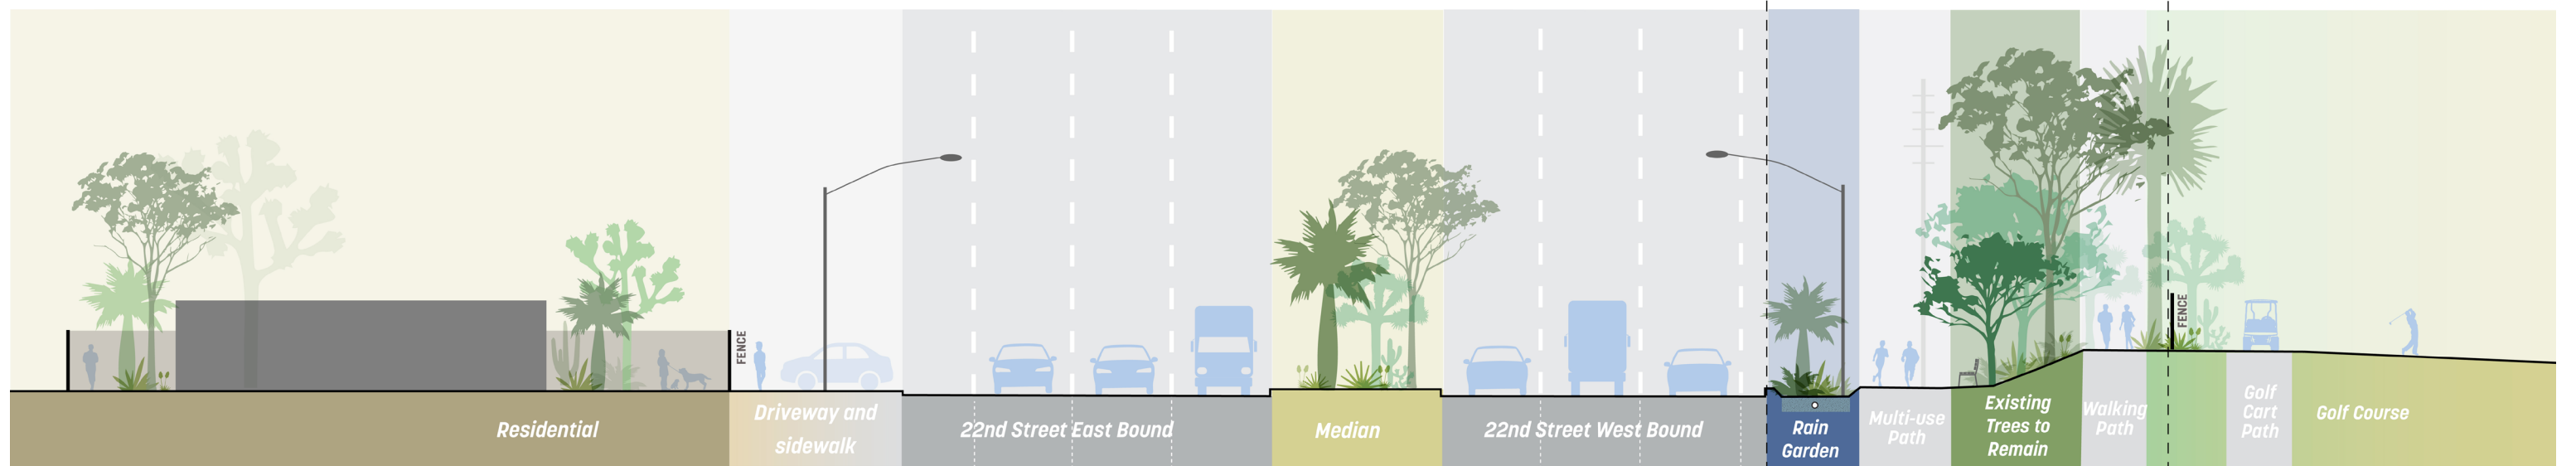 FENCE
FENCE
Residential
Driveway and
sidewalk
22nd Street East Bound
Median
22nd Street West Bound
Rain
Garden
Multi-use
Path
Existing
Trees to
Remain
Walking
Path
Golf
Cart
Path
Golf Course